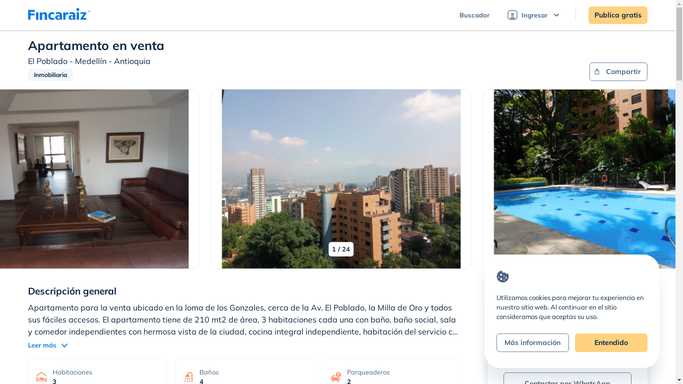 Fincaraiz
Buscador
Ingresar
Publica gratis
Apartamento en venta
El Poblado - Medellín - Antioquia
Inmobiliaria
Compartir
1 / 24
Descripción general
Apartamento para la venta ubicado en la loma de los Gonzales, cerca de la Av. El Poblado, la Milla de Oro y todos
sus fáciles accesos. El apartamento tiene de 210 mt2 de área, 3 habitaciones cada una con baño, baño social, sala
y comedor independientes con hermosa vista de la ciudad, cocina integral independiente, habitación del servicio c...
Leer más
Habitaciones
3
Baños
4
Parqueaderos
2
Utilizamos cookies para mejorar tu experiencia en
nuestro sitio web. Al continuar en el sitio
consideramos que aceptas su uso.
Más información
Entendido
Contactar por WhatsApp